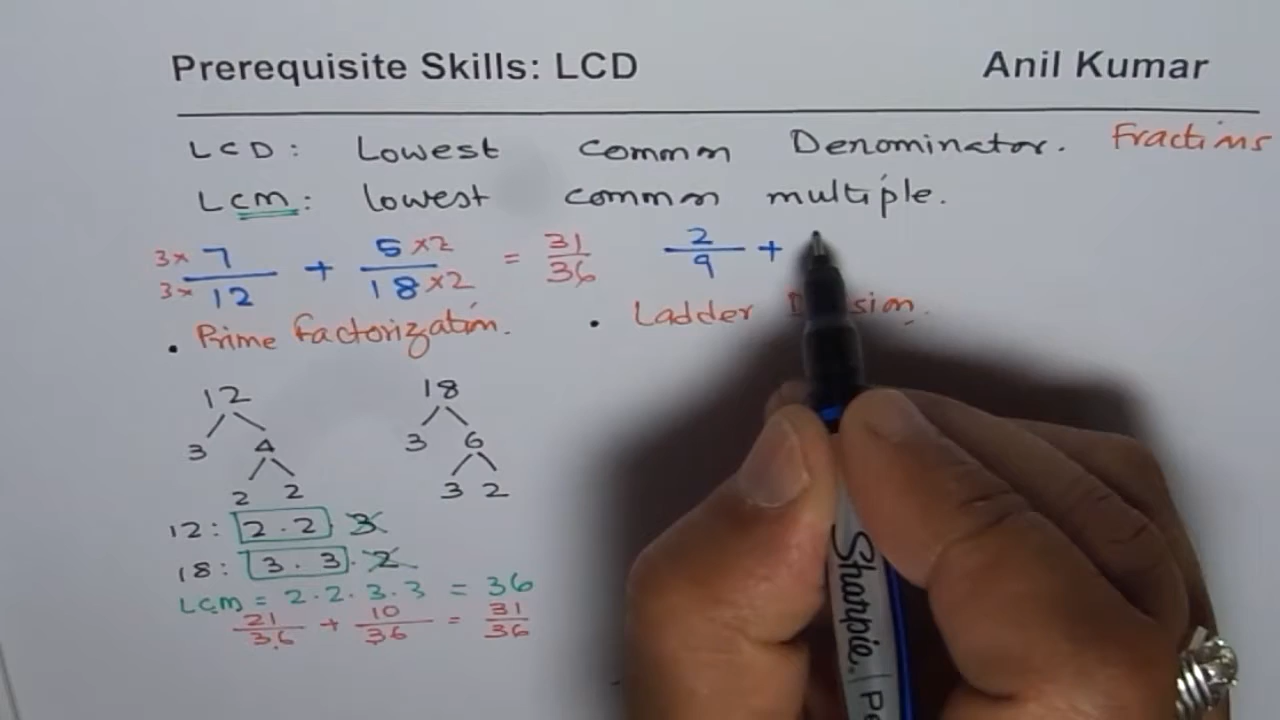 Prerequisite Skills: LCD Anil Kumar
LCD: Lowest common Denominator. Fractions
Lcm: lowest common multiple.
3× 7/12 ×3 + 5×2/18×2 = 31/36 2/9 +
• Prime Factorization. • Ladder
12 18
3 4 3 6
2 2 3 2
12: 2 · 2 3
18: 3 . 3 . 2
Lcm = 2 · 2 · 3 · 3 = 36
21/36 + 10/36 = 31/36
Sharpie.